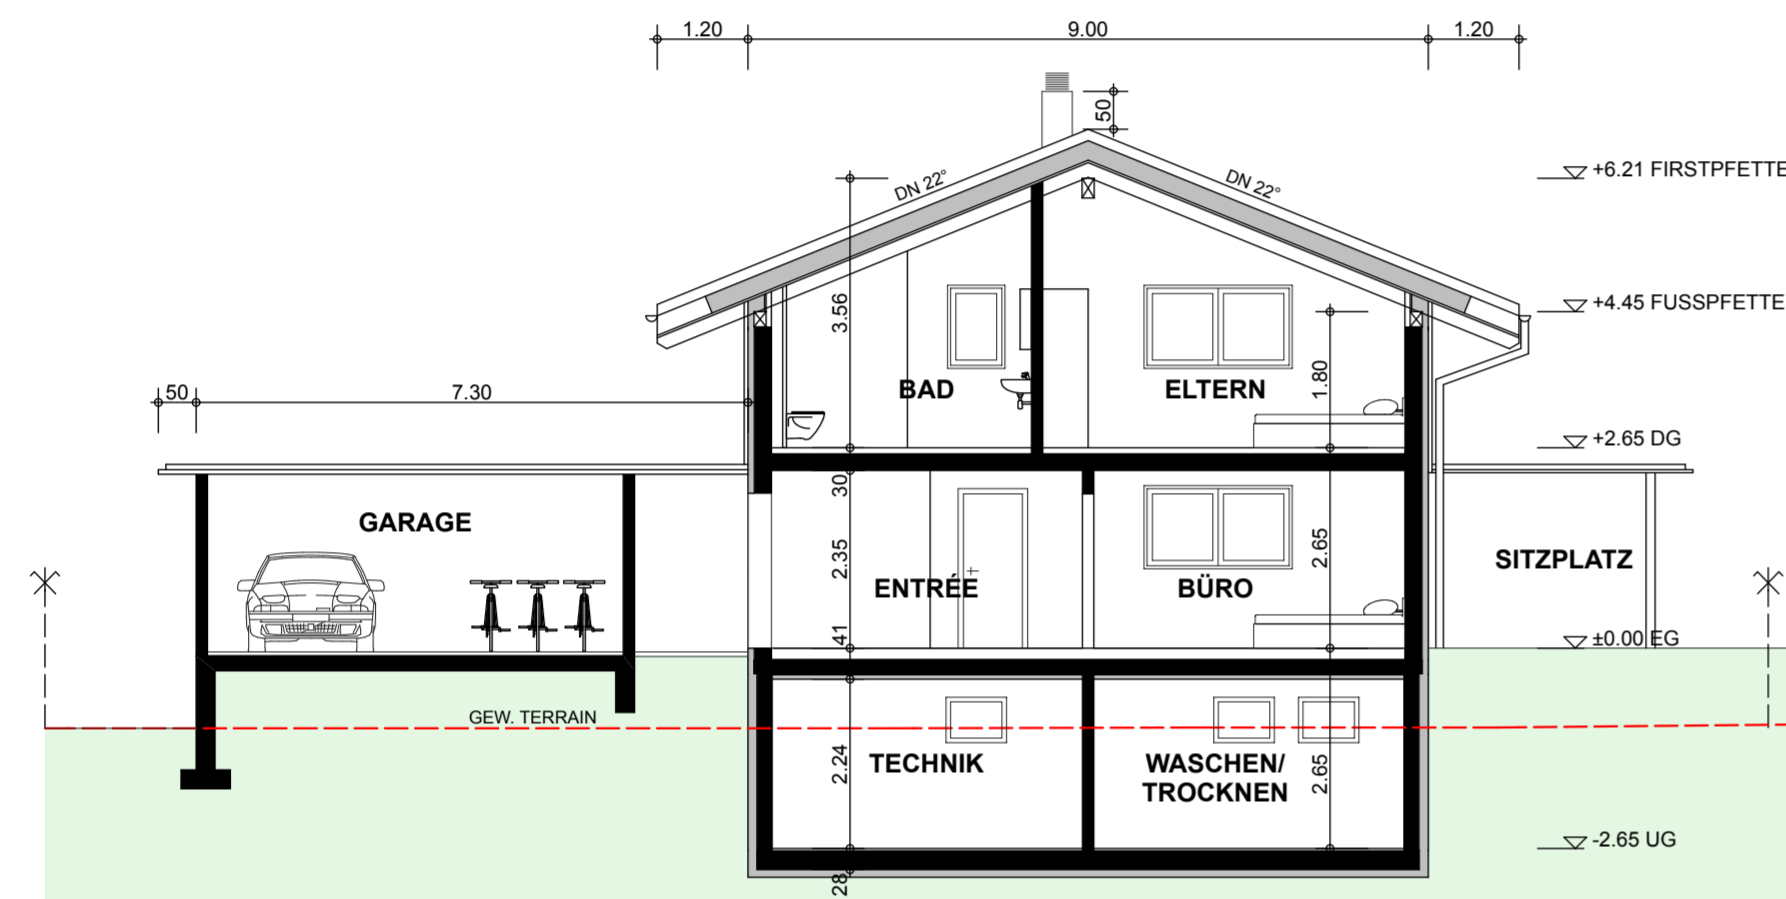 1.20 9.00 1.20
50
+6.21 FIRSTPFETTE
DN 22° DN 22°
+4.45 FUSSPFETTE
3.56
1.80
50 7.30
BAD ELTERN
+2.65 DG
30
GARAGE
2.35 2.65
SITZPLATZ
ENTRÉE BÜRO
41
±0.00 EG
GEW. TERRAIN
2.24 2.65
TECHNIK WASCHEN/
TROCKNEN
-2.65 UG
28